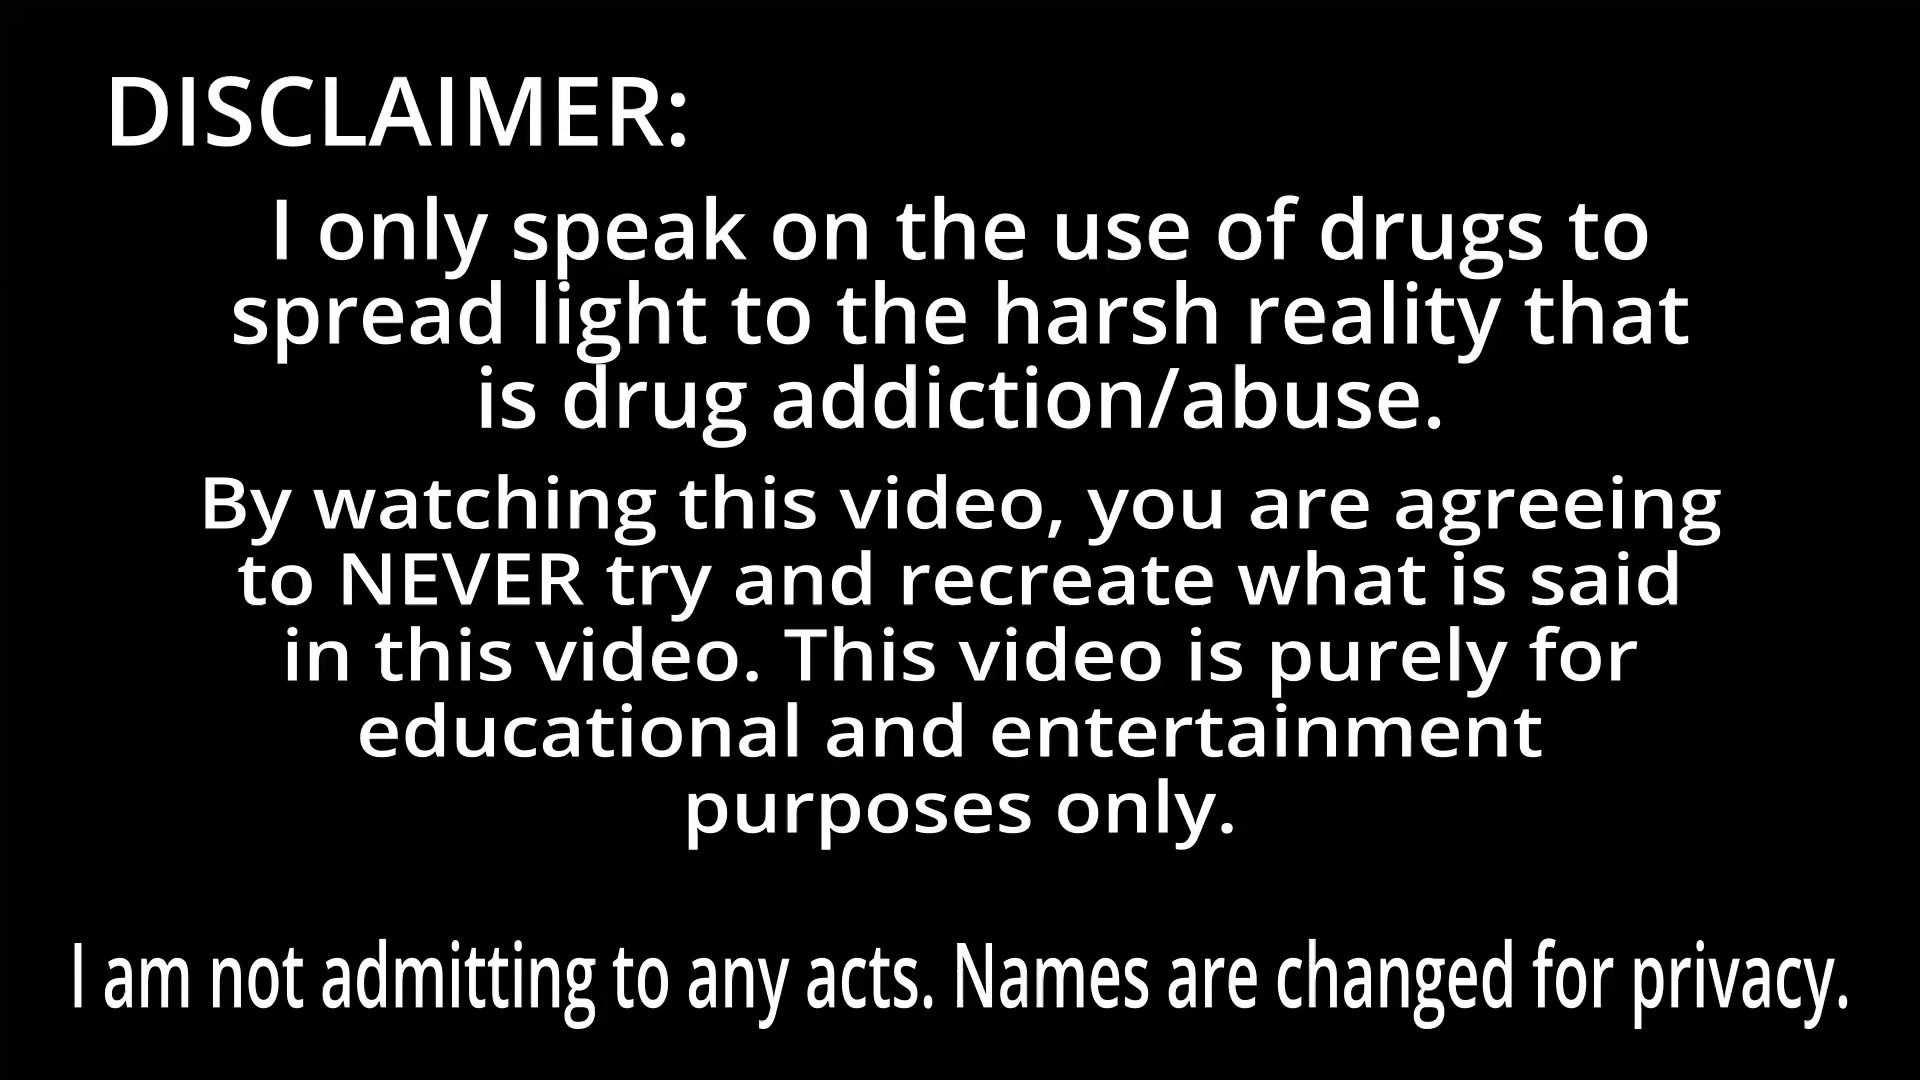 DISCLAIMER:
I only speak on the use of drugs to
spread light to the harsh reality that
is drug addiction/abuse.
By watching this video, you are agreeing
to NEVER try and recreate what is said
in this video. This video is purely for
educational and entertainment
purposes only.
I am not admitting to any acts. Names are changed for privacy.